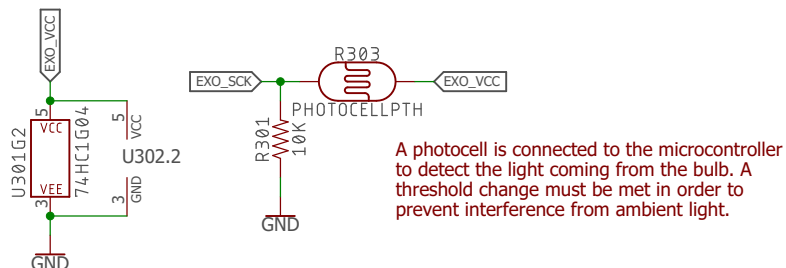 EXO_VCC
5
VCC
U301G2
74HC1G04
VEE
3
5
VCC
U302.2
3
GND
GND
R303
EXO_SCK
EXO_VCC
PHOTOCELLPTH
R301
10K
GND
A photocell is connected to the microcontroller
to detect the light coming from the bulb. A
threshold change must be met in order to
prevent interference from ambient light.